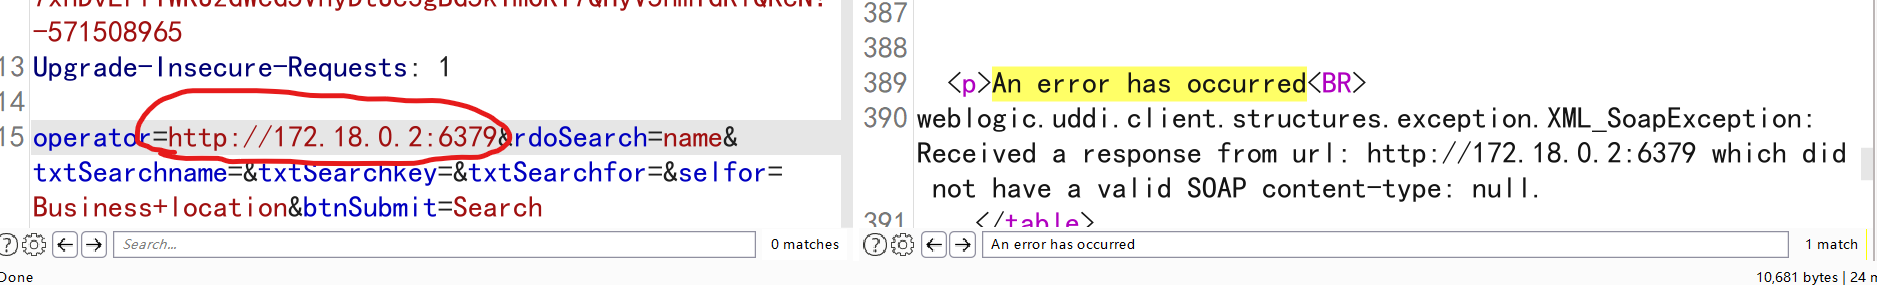 -571508965
13 Upgrade-Insecure-Requests: 1
14
15 operator=http://172.18.0.2:6379&rdoSearch=name&
txtSearchname=&txtSearchkey=&txtSearchfor=&selfor=
Business+location&btnSubmit=Search
Search...
0 matches
Done
387
388
389 <p>An error has occurred<BR>
390 weblogic.uddi.client.structures.exception.XML_SoapException:
Received a response from url: http://172.18.0.2:6379 which did
not have a valid SOAP content-type: null.
391 </table>
An error has occurred
1 match
10,681 bytes | 24 m